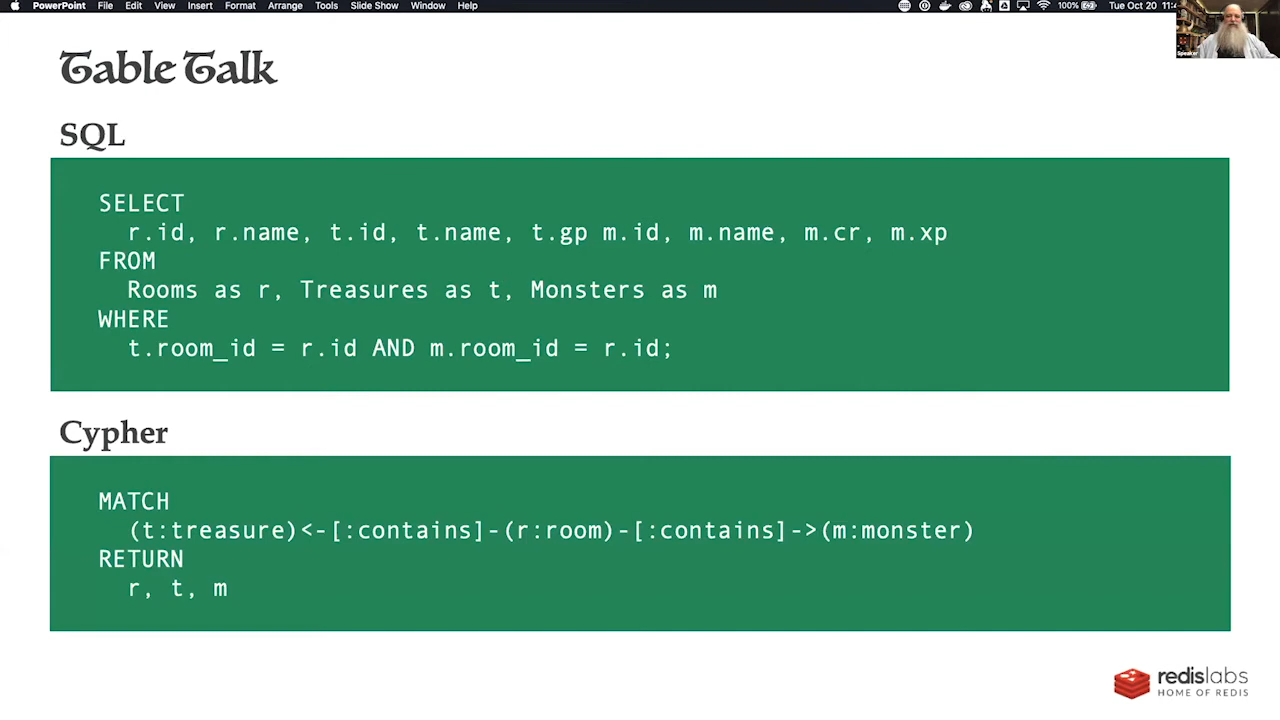 PowerPoint File Edit View Insert Format Arrange Tools Slide Show Window Help 100% Tue Oct 20
Speaker
Table Talk
SQL
SELECT
r.id, r.name, t.id, t.name, t.gp m.id, m.name, m.cr, m.xp
FROM
Rooms as r, Treasures as t, Monsters as m
WHERE
t.room_id = r.id AND m.room_id = r.id;
Cypher
MATCH
(t:treasure)<-[:contains]-(r:room)-[:contains]->(m:monster)
RETURN
r, t, m
redislabs
HOME OF REDIS